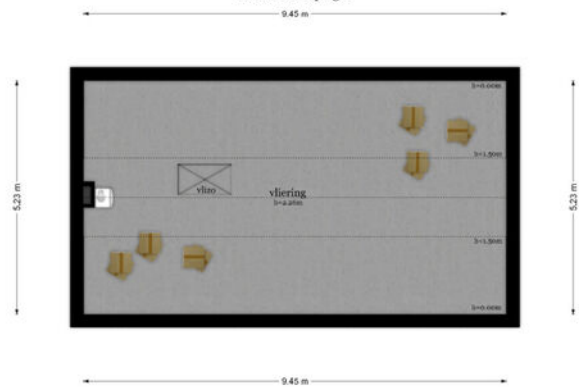 9.45 m
h=0.00m
5.23 m
h=1.50m
5.23 m
vlizo
vliering
h=2.26m
h=1.50m
h=0.00m
9.45 m